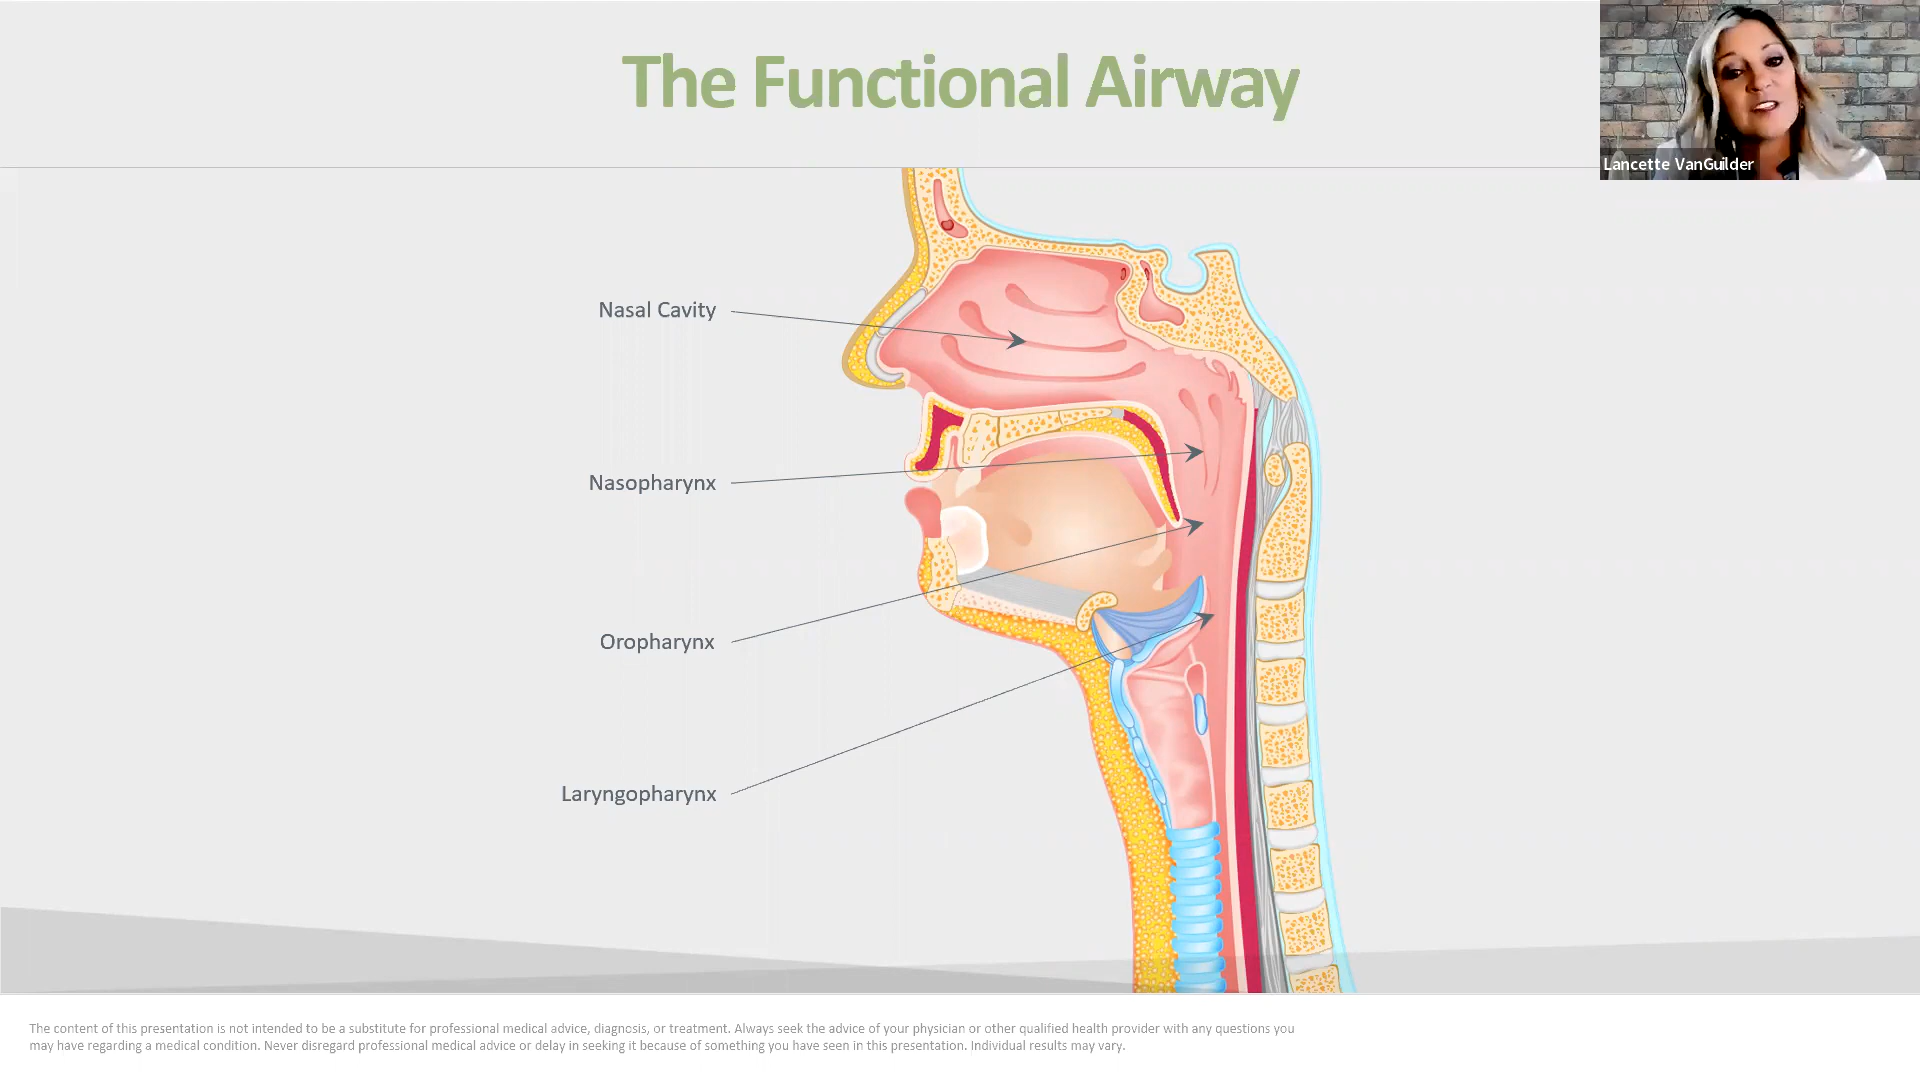 The Functional Airway
Lancette VanGuilder
Nasal Cavity
Nasopharynx
Oropharynx
Laryngopharynx
The content of this presentation is not intended to be a substitute for professional medical advice, diagnosis, or treatment. Always seek the advice of your physician or other qualified health provider with any questions you
may have regarding a medical condition. Never disregard professional medical advice or delay in seeking it because of something you have seen in this presentation. Individual results may vary.